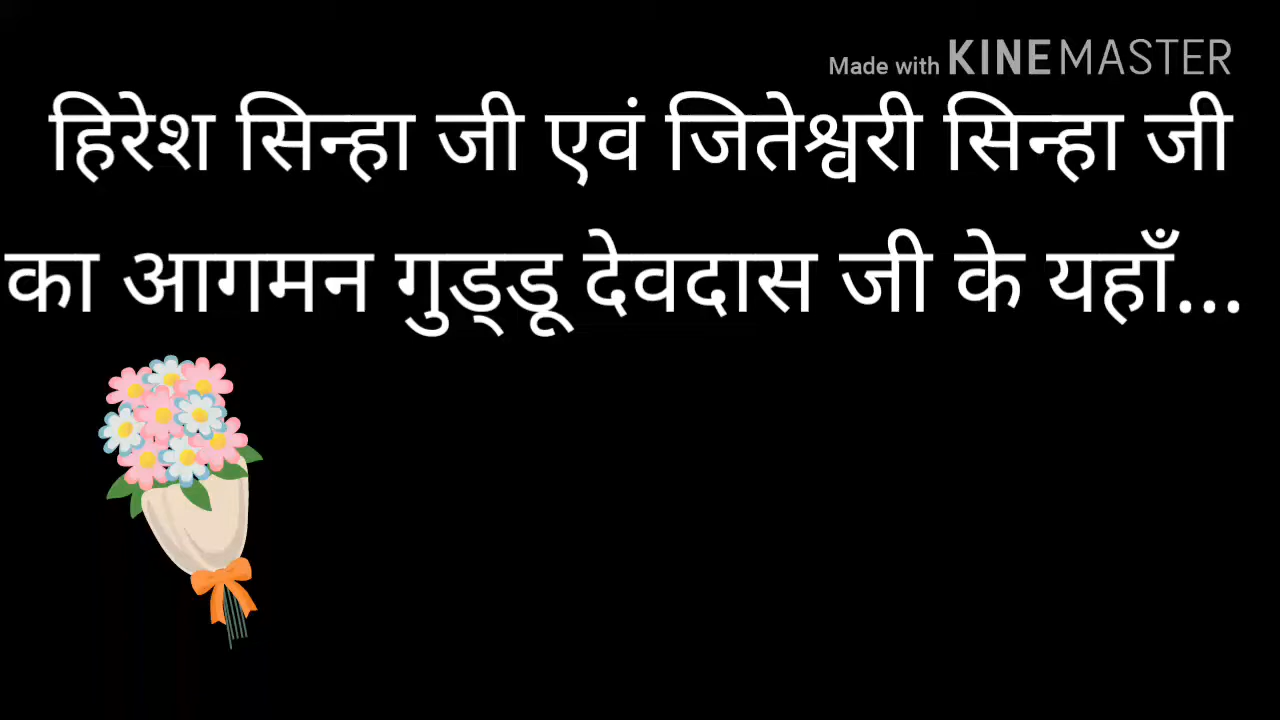 Made with KINEMASTER
हिरेश सिन्हा जी एवं जितेश्वरी सिन्हा जी
का आगमन गुड्डू देवदास जी के यहाँ...